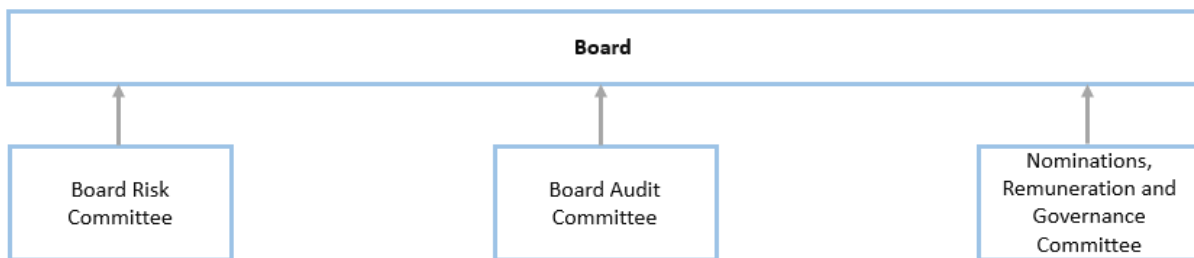 Board
Board Risk
Committee
Board Audit
Committee
Nominations,
Remuneration and
Governance
Committee